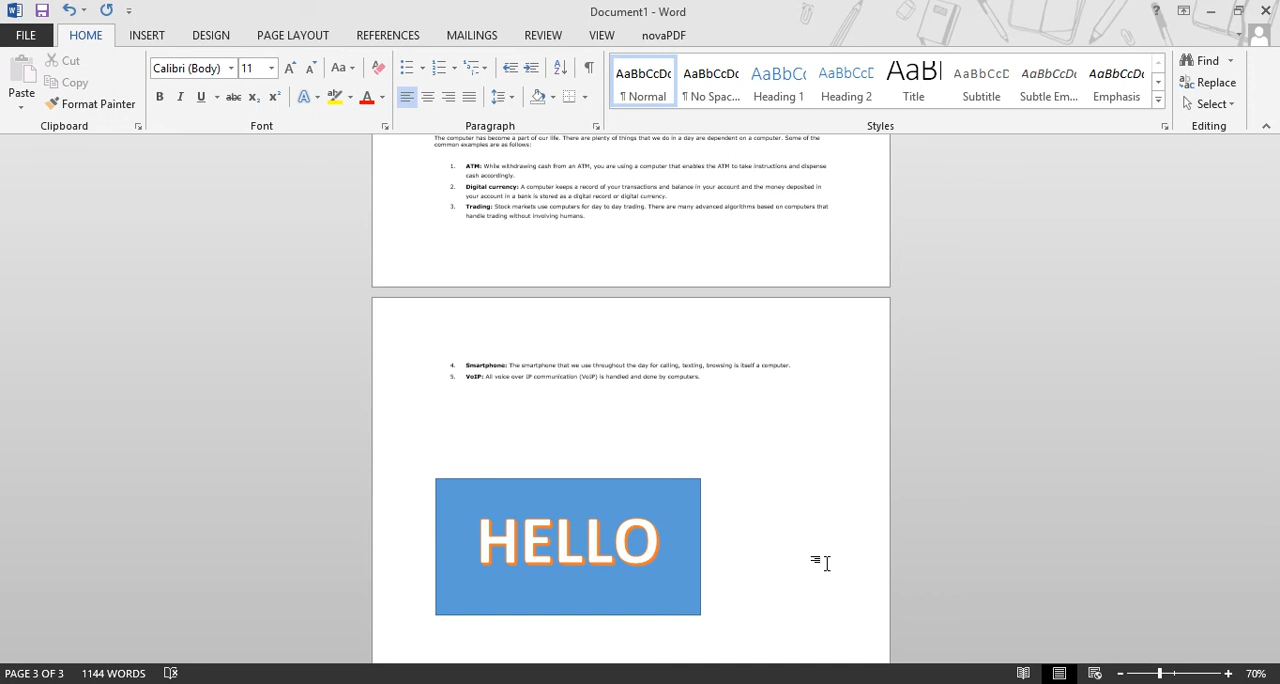 Document1 - Word
FILE HOME INSERT DESIGN PAGE LAYOUT REFERENCES MAILINGS REVIEW VIEW novaPDF
Paste
Cut
Copy
Format Painter
Clipboard
Calibri (Body) 11
Font
Paragraph
AaBbCcDc AaBbCcDc AaBbCc AaBbCcC AaBl AaBbCcD AaBbCcDc AaBbCcDc
¶ Normal ¶ No Spac... Heading 1 Heading 2 Title Subtitle Subtle Em... Emphasis
Styles
Find
Replace
Select
Editing
The computer has become a part of our life. There are plenty of things that we do in a day are dependent on a computer. Some of the
common examples are as follows:
1. ATM: While withdrawing cash from an ATM, you are using a computer that enables the ATM to take instructions and dispense
cash accordingly.
2. Digital currency: A computer keeps a record of your transactions and balance in your account and the money deposited in
your account in a bank is stored as a digital record or digital currency.
3. Trading: Stock markets use computers for day to day trading. There are many advanced algorithms based on computers that
handle trading without involving humans.
4. Smartphone: The smartphone that we use throughout the day for calling, texting, browsing is itself a computer.
5. VoIP: All voice over IP communication (VoIP) is handled and done by computers.
HELLO
PAGE 3 OF 3 1144 WORDS 70%